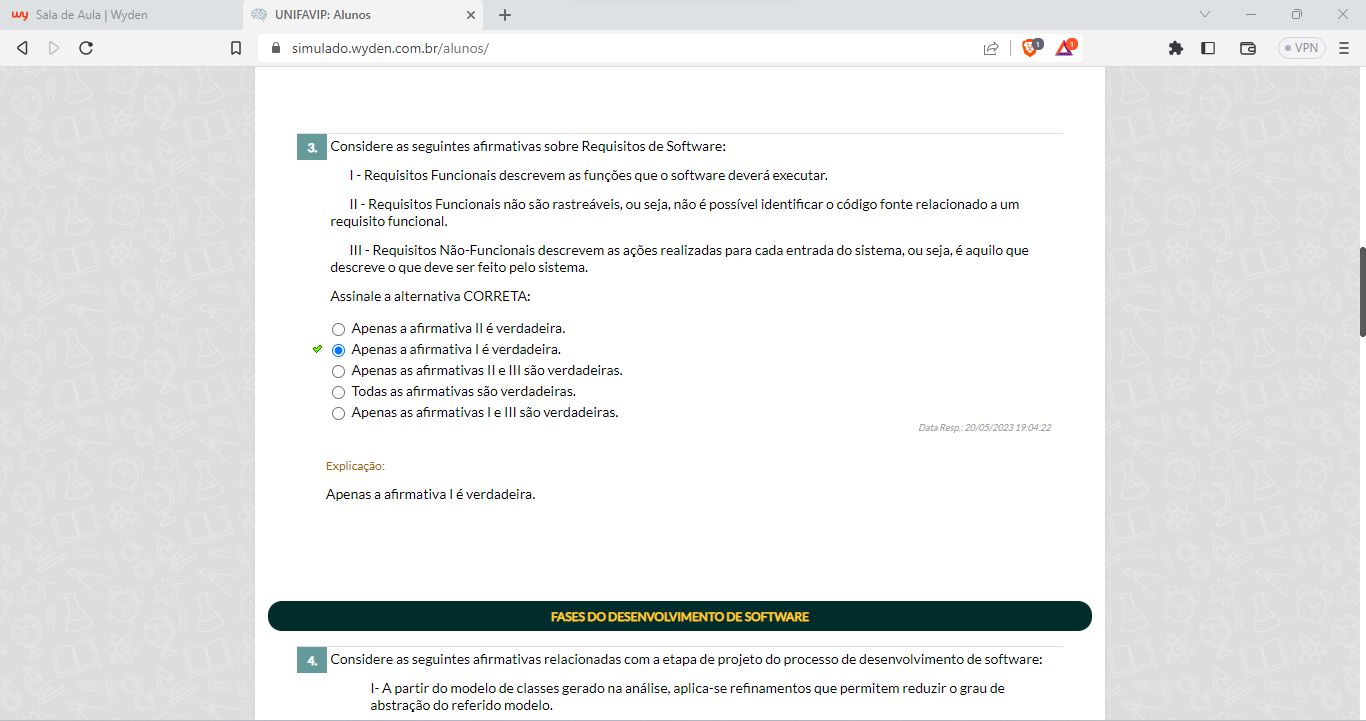 wy Sala de Aula | Wyden
UNIFAVIP: Alunos
simulado.wyden.com.br/alunos/
1
1
VPN
3. Considere as seguintes afirmativas sobre Requisitos de Software:
I - Requisitos Funcionais descrevem as funções que o software deverá executar.
II - Requisitos Funcionais não são rastreáveis, ou seja, não é possível identificar o código fonte relacionado a um
requisito funcional.
III - Requisitos Não-Funcionais descrevem as ações realizadas para cada entrada do sistema, ou seja, é aquilo que
descreve o que deve ser feito pelo sistema.
Assinale a alternativa CORRETA:
Apenas a afirmativa II é verdadeira.
Apenas a afirmativa I é verdadeira.
Apenas as afirmativas II e III são verdadeiras.
Todas as afirmativas são verdadeiras.
Apenas as afirmativas I e III são verdadeiras.
Data Resp.: 20/05/2023 19:04:22
Explicação:
Apenas a afirmativa I é verdadeira.
FASES DO DESENVOLVIMENTO DE SOFTWARE
4. Considere as seguintes afirmativas relacionadas com a etapa de projeto do processo de desenvolvimento de software:
I- A partir do modelo de classes gerado na análise, aplica-se refinamentos que permitem reduzir o grau de
abstração do referido modelo.